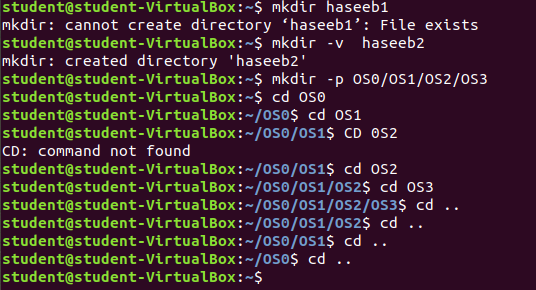 student@student-VirtualBox:~$ mkdir haseeb1
mkdir: cannot create directory ‘haseeb1’: File exists
student@student-VirtualBox:~$ mkdir -v  haseeb2
mkdir: created directory 'haseeb2'
student@student-VirtualBox:~$ mkdir -p OS0/OS1/OS2/OS3
student@student-VirtualBox:~$ cd OS0
student@student-VirtualBox:~/OS0$ cd OS1
student@student-VirtualBox:~/OS0/OS1$ CD 0S2
CD: command not found
student@student-VirtualBox:~/OS0/OS1$ cd OS2
student@student-VirtualBox:~/OS0/OS1/OS2$ cd OS3
student@student-VirtualBox:~/OS0/OS1/OS2/OS3$ cd ..
student@student-VirtualBox:~/OS0/OS1/OS2$ cd ..
student@student-VirtualBox:~/OS0/OS1$ cd ..
student@student-VirtualBox:~/OS0$ cd ..
student@student-VirtualBox:~$